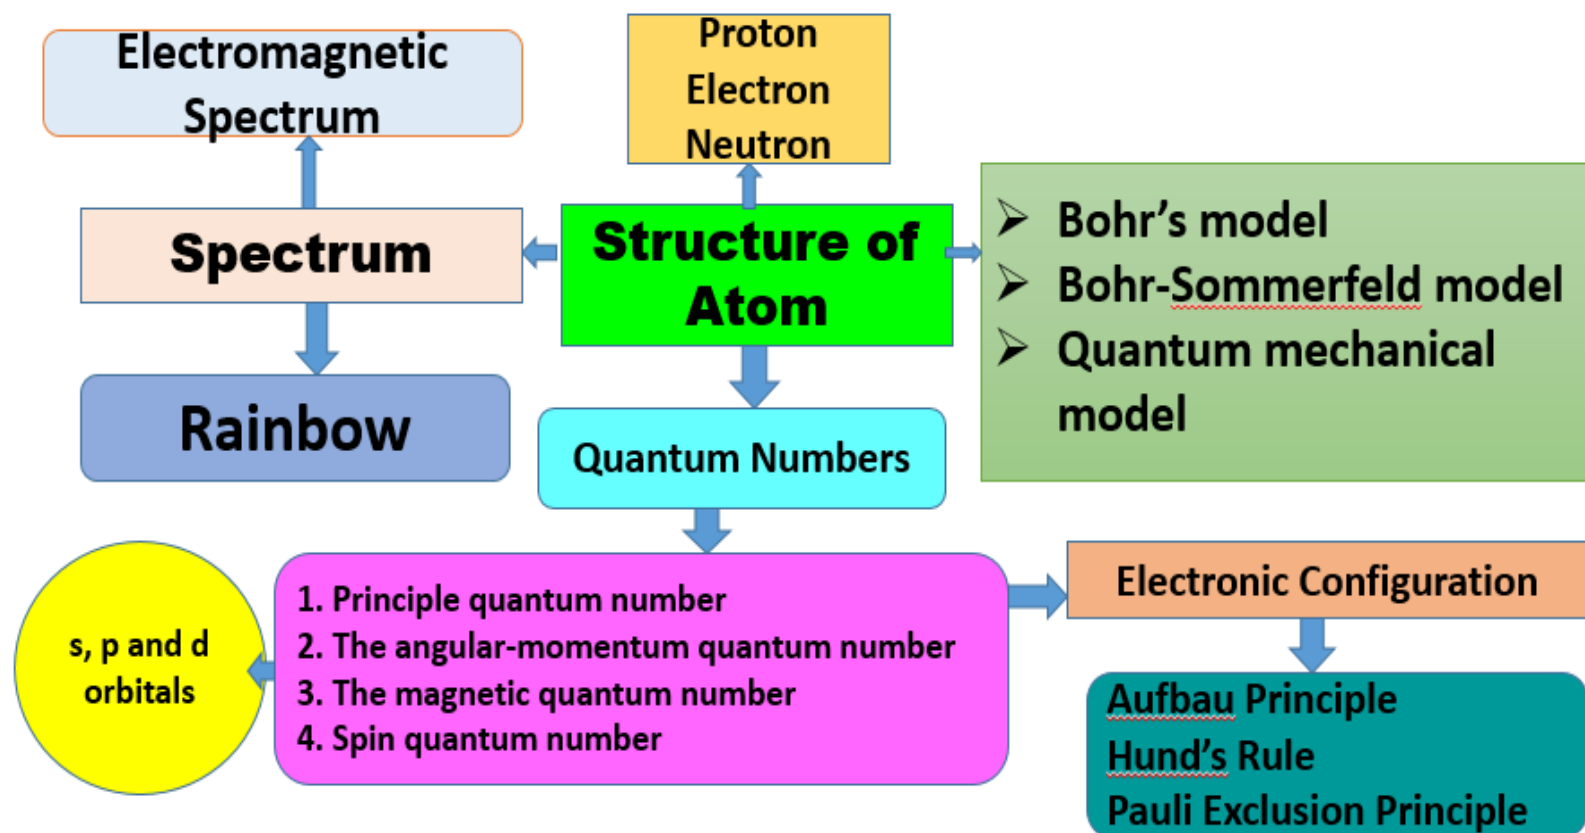 Electromagnetic
Spectrum
Proton
Electron
Neutron
Spectrum
Structure of
Atom
➢ Bohr’s model
➢ Bohr-Sommerfeld model
➢ Quantum mechanical
model
Rainbow
Quantum Numbers
s, p and d
orbitals
1. Principle quantum number
2. The angular-momentum quantum number
3. The magnetic quantum number
4. Spin quantum number
Electronic Configuration
Aufbau Principle
Hund’s Rule
Pauli Exclusion Principle